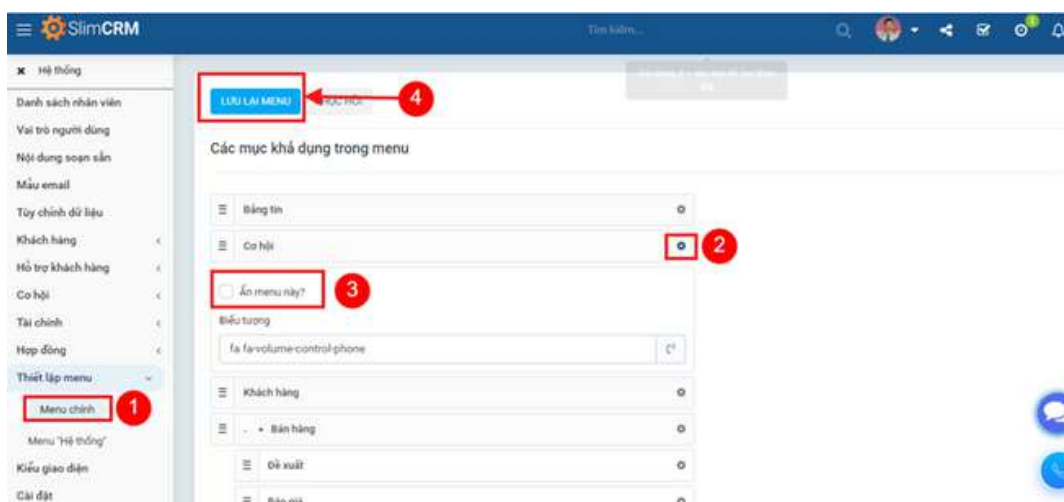 SlimCRM
Tìm kiếm...
Hệ thống
Danh sách nhân viên
Vai trò người dùng
Nội dung soạn sẵn
Mẫu email
Tùy chỉnh dữ liệu
Khách hàng
Hỗ trợ khách hàng
Cơ hội
Tài chính
Hợp đồng
Thiết lập menu
Menu chính
1
Menu "Hệ thống"
Kiểu giao diện
Cài đặt
LƯU LẠI MENU
4
Các mục khả dụng trong menu
Bảng tin
Cơ hội
2
Ẩn menu này?
3
Biểu tượng
fa fa-volume-control-phone
Khách hàng
Bán hàng
Đề xuất
Báo giá